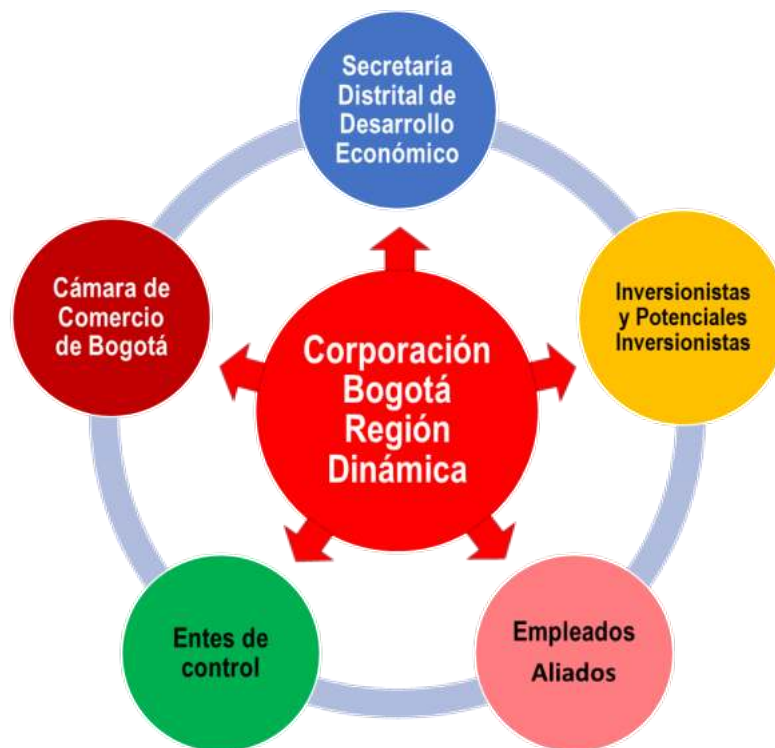 Secretaría
Distrital de
Desarrollo
Económico
Cámara de
Comercio
de Bogotá
Inversionistas
y Potenciales
Inversionistas
Corporación
Bogotá
Región
Dinámica
Entes de
control
Empleados
Aliados